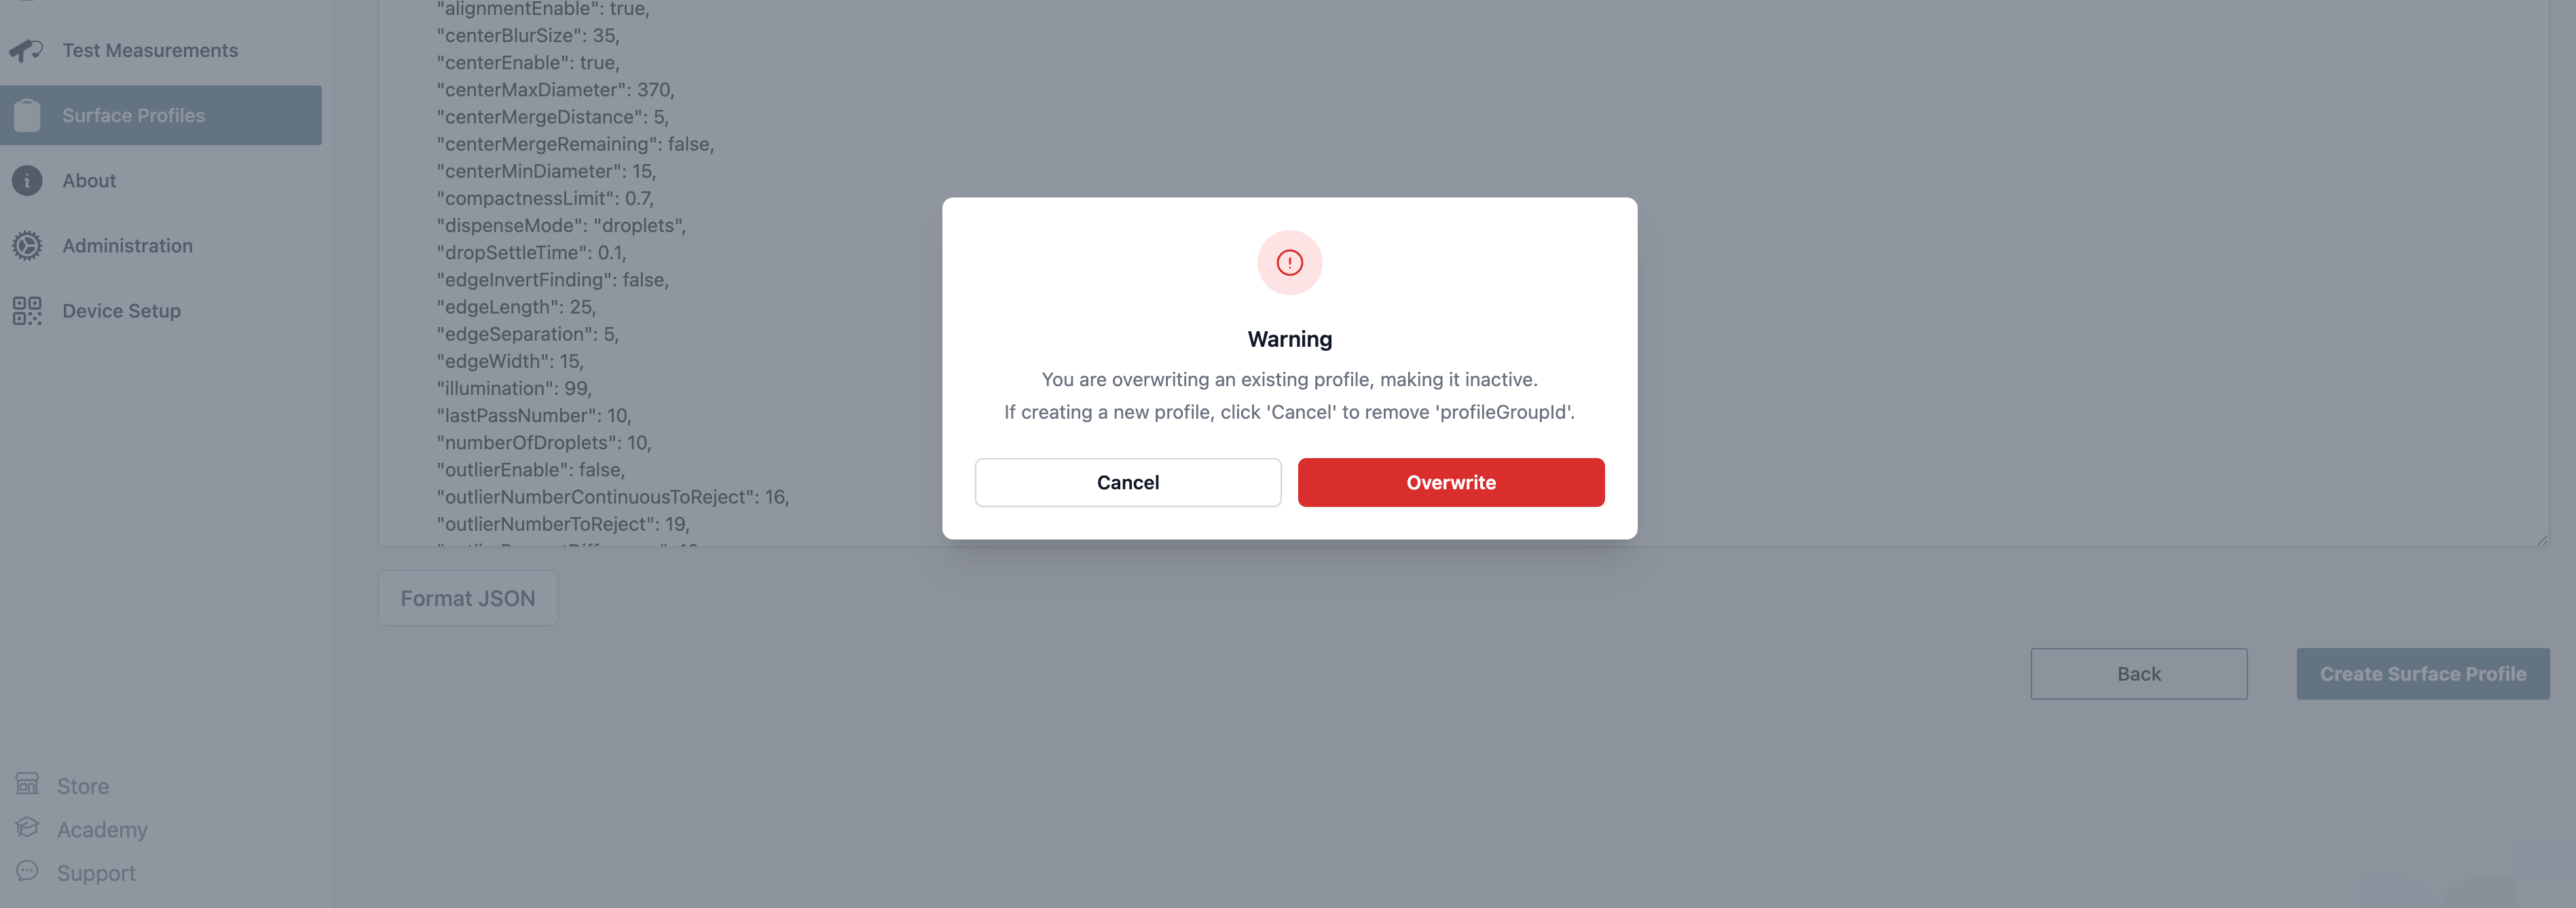 Test Measurements
Surface Profiles
About
Administration
Device Setup
Store
Academy
Support
"alignmentEnable": true,
"centerBlurSize": 35,
"centerEnable": true,
"centerMaxDiameter": 370,
"centerMergeDistance": 5,
"centerMergeRemaining": false,
"centerMinDiameter": 15,
"compactnessLimit": 0.7,
"dispenseMode": "droplets",
"dropSettleTime": 0.1,
"edgeInvertFinding": false,
"edgeLength": 25,
"edgeSeparation": 5,
"edgeWidth": 15,
"illumination": 99,
"lastPassNumber": 10,
"numberOfDroplets": 10,
"outlierEnable": false,
"outlierNumberContinuousToReject": 16,
"outlierNumberToReject": 19,
Format JSON
Back
Create Surface Profile
Warning
You are overwriting an existing profile, making it inactive.
If creating a new profile, click 'Cancel' to remove 'profileGroupId'.
Cancel
Overwrite